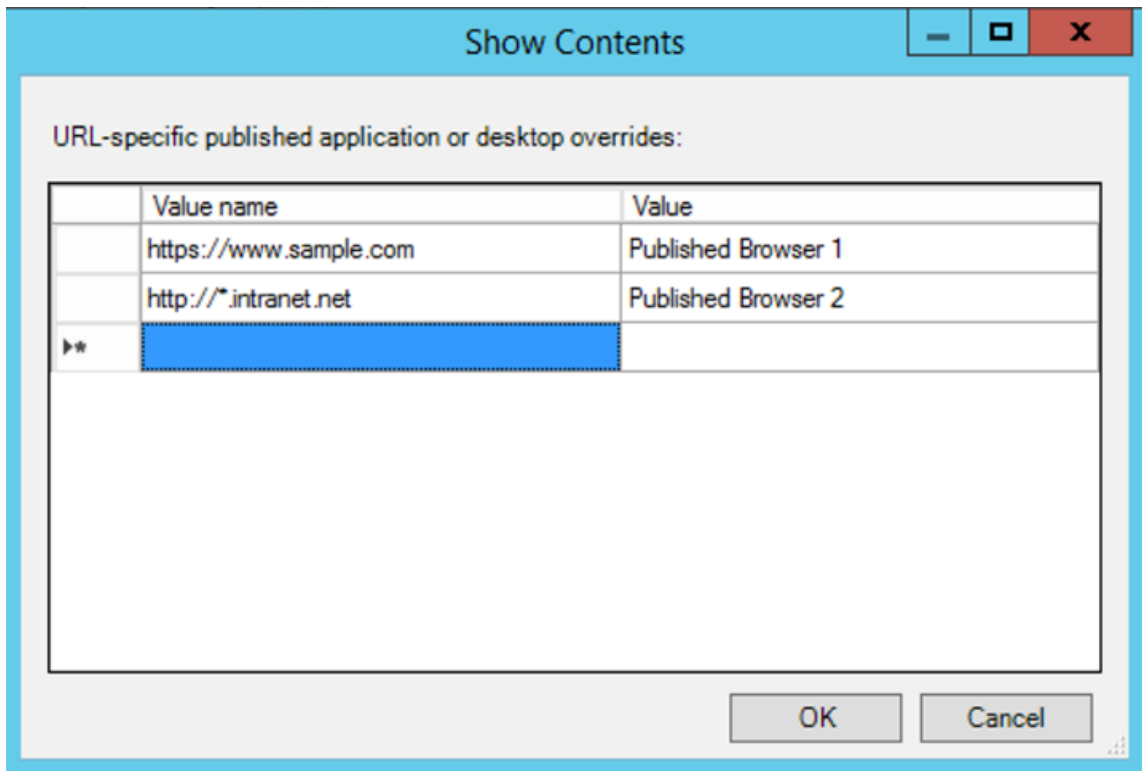 Show Contents
URL-specific published application or desktop overrides:
Value name Value
https://www.sample.com Published Browser 1
http://*.intranet.net Published Browser 2
OK Cancel